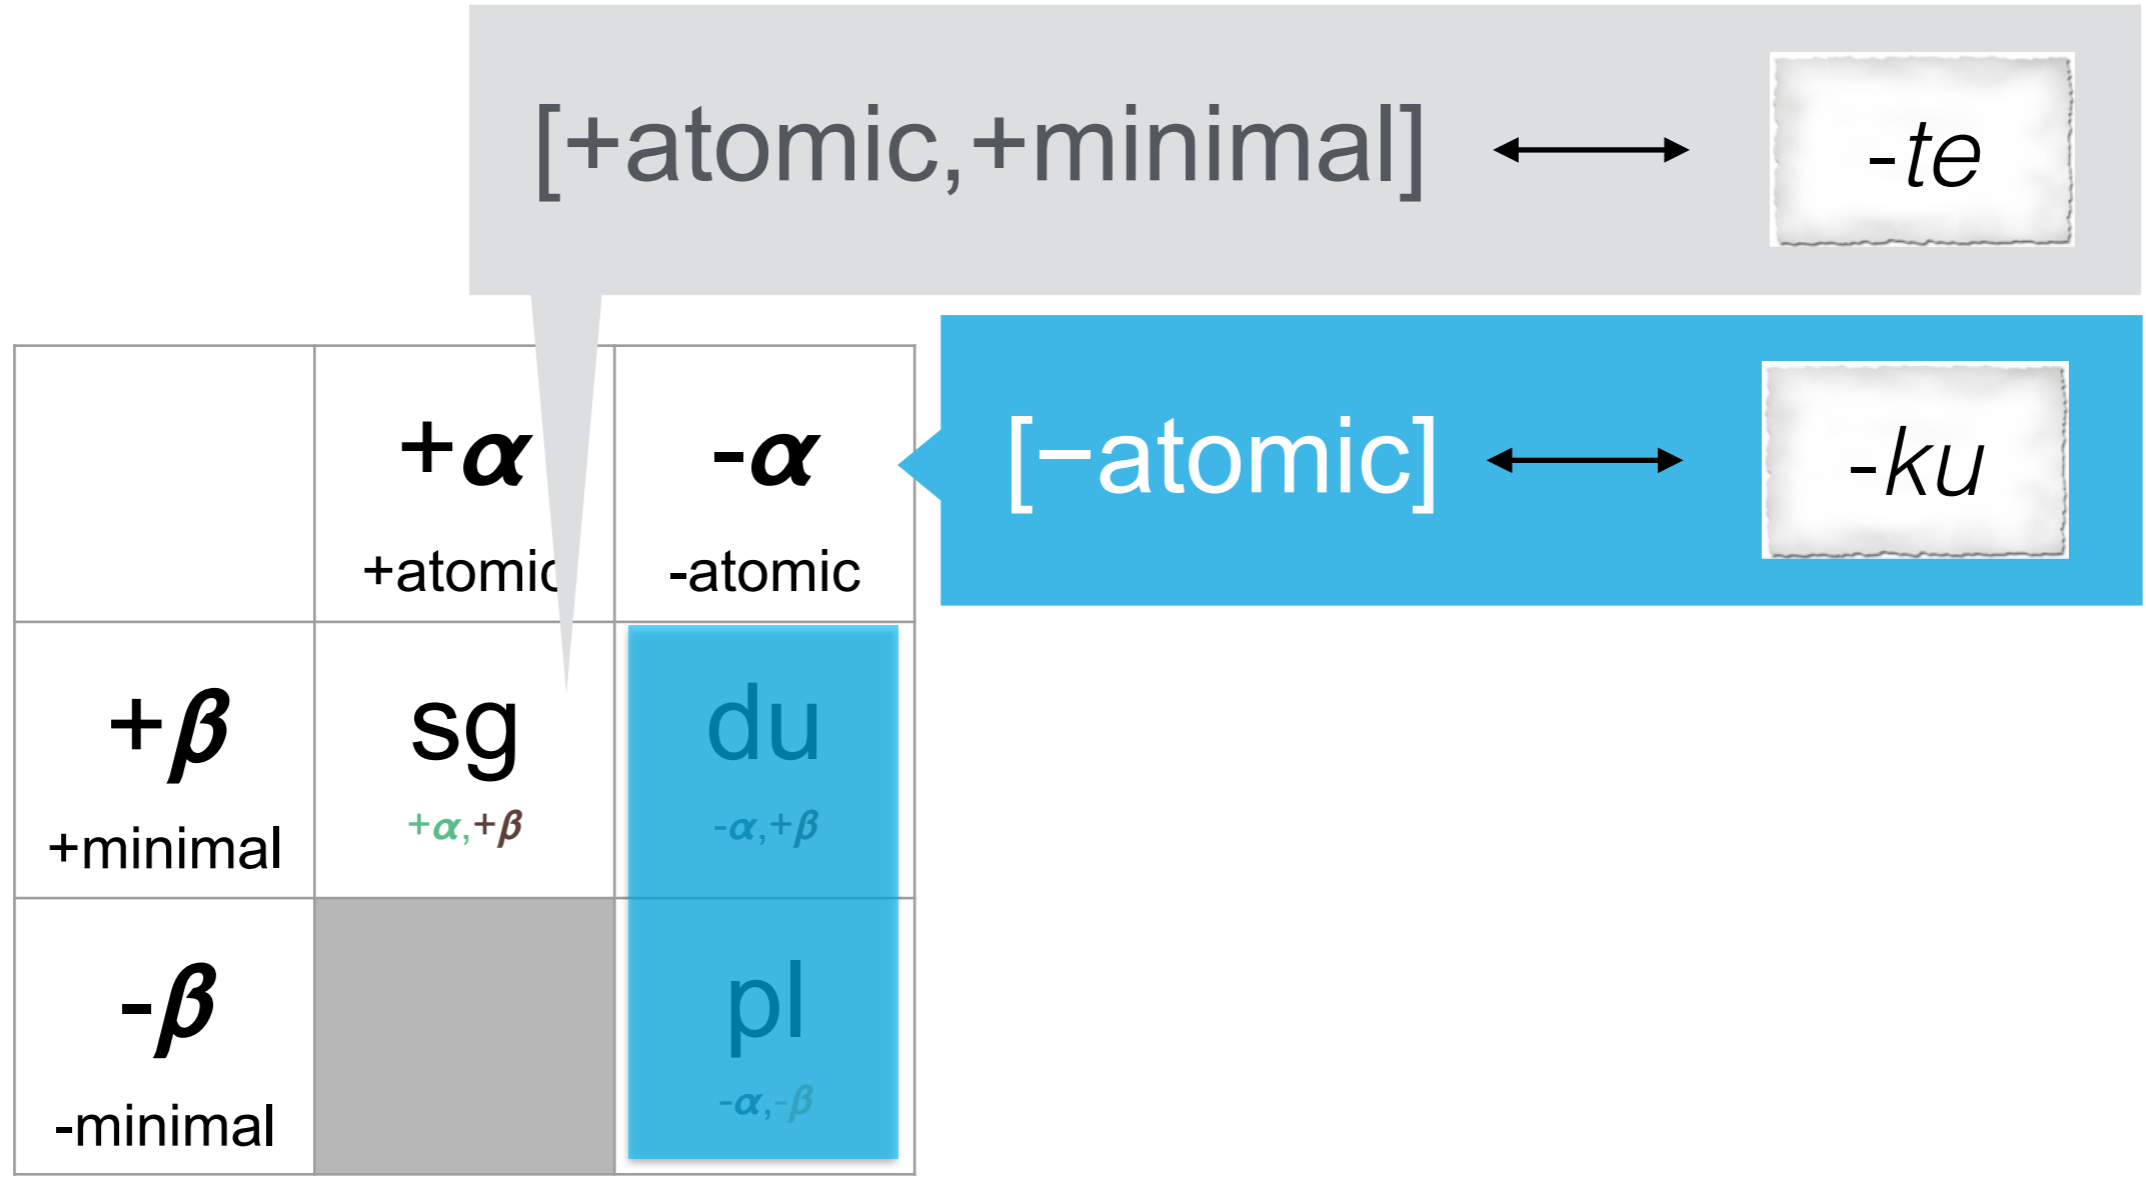 [+atomic,+minimal] -te
[−atomic] -ku
+α -α
+atomic -atomic
+β sg du
+minimal +α,+β -α,+β
-β pl
-minimal -α,-β